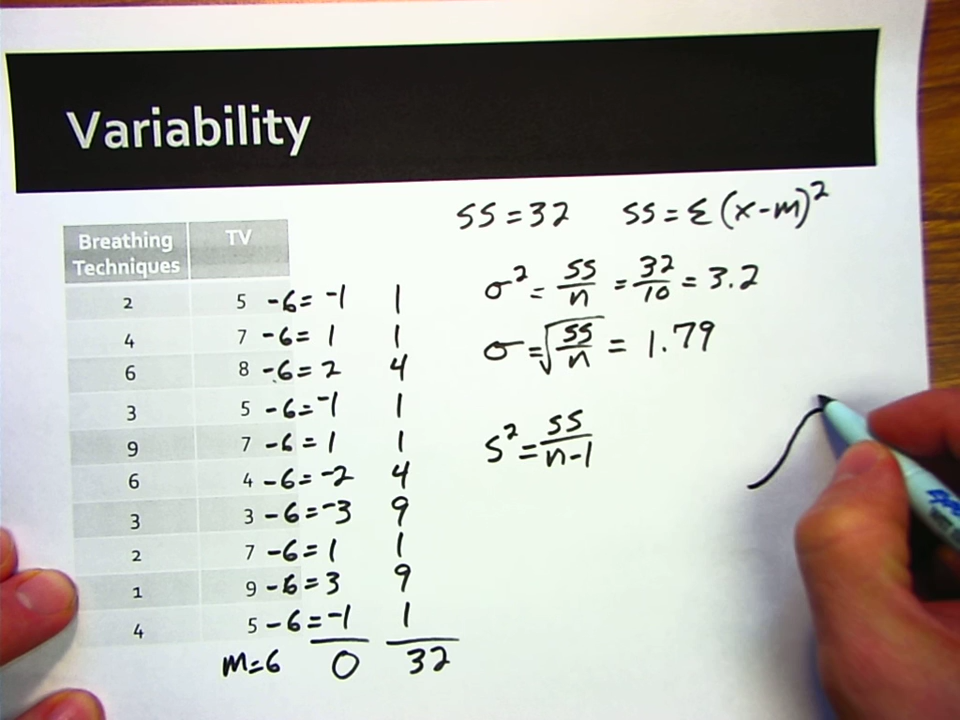 Variability
SS = 32 SS = Σ (x-m)²
Breathing Techniques TV
σ² = SS/n = 32/10 = 3.2
σ = √SS/n = 1.79
S² = SS/n-1
2 5 -6 = -1 1
4 7 -6 = 1 1
6 8 -6 = 2 4
3 5 -6 = -1 1
9 7 -6 = 1 1
6 4 -6 = -2 4
3 3 -6 = -3 9
2 7 -6 = 1 1
1 9 -6 = 3 9
4 5 -6 = -1 1
m=6 0 32